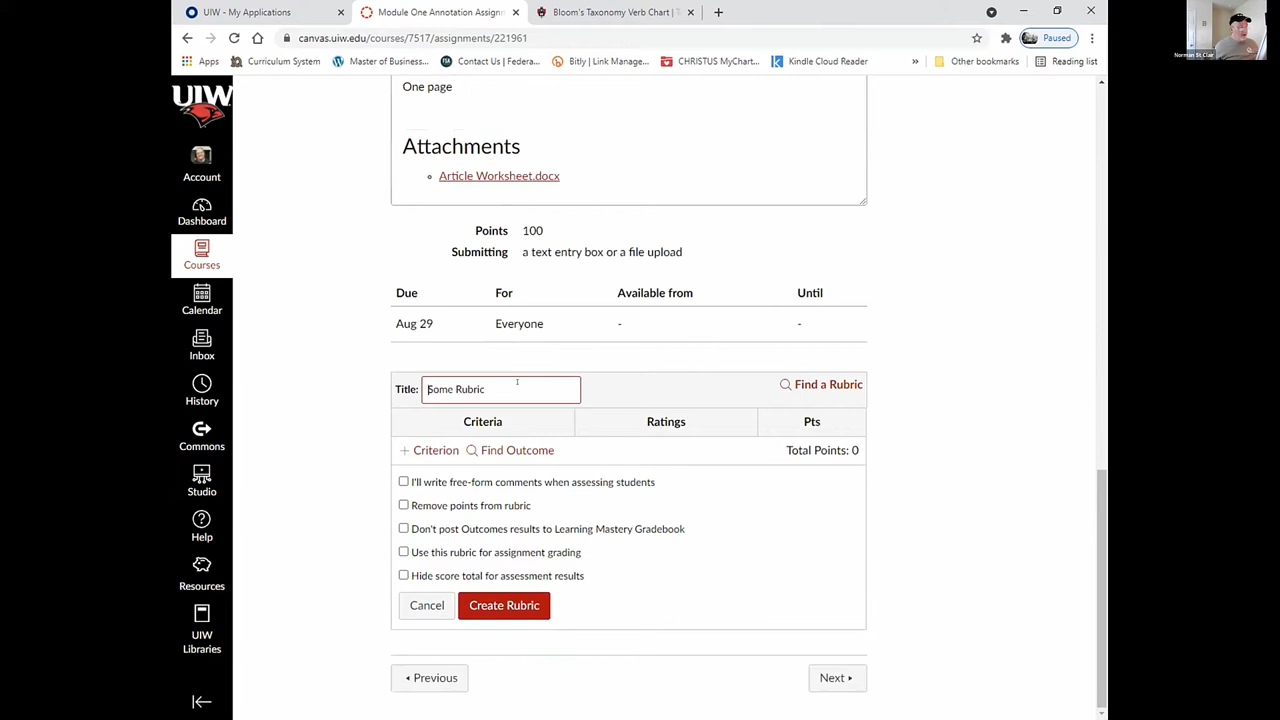 UIW - My Applications
Module One Annotation Assignm
Bloom's Taxonomy Verb Chart | T
canvas.uiw.edu/courses/7517/assignments/221961
Paused
Apps
Curriculum System
Master of Business...
Contact Us | Federa...
Bitly | Link Manage...
CHRISTUS MyChart...
Kindle Cloud Reader
»
Other bookmarks
Reading list
Norman St.Clair
UIW
Account
Dashboard
Courses
Calendar
Inbox
History
Commons
Studio
Help
Resources
UIW
Libraries
One page
Attachments
Article Worksheet.docx
Points 100
Submitting a text entry box or a file upload
Due For Available from Until
Aug 29 Everyone - -
Title: Some Rubric Find a Rubric
Criteria Ratings Pts
+ Criterion Find Outcome Total Points: 0
I'll write free-form comments when assessing students
Remove points from rubric
Don't post Outcomes results to Learning Mastery Gradebook
Use this rubric for assignment grading
Hide score total for assessment results
Cancel Create Rubric
Previous Next